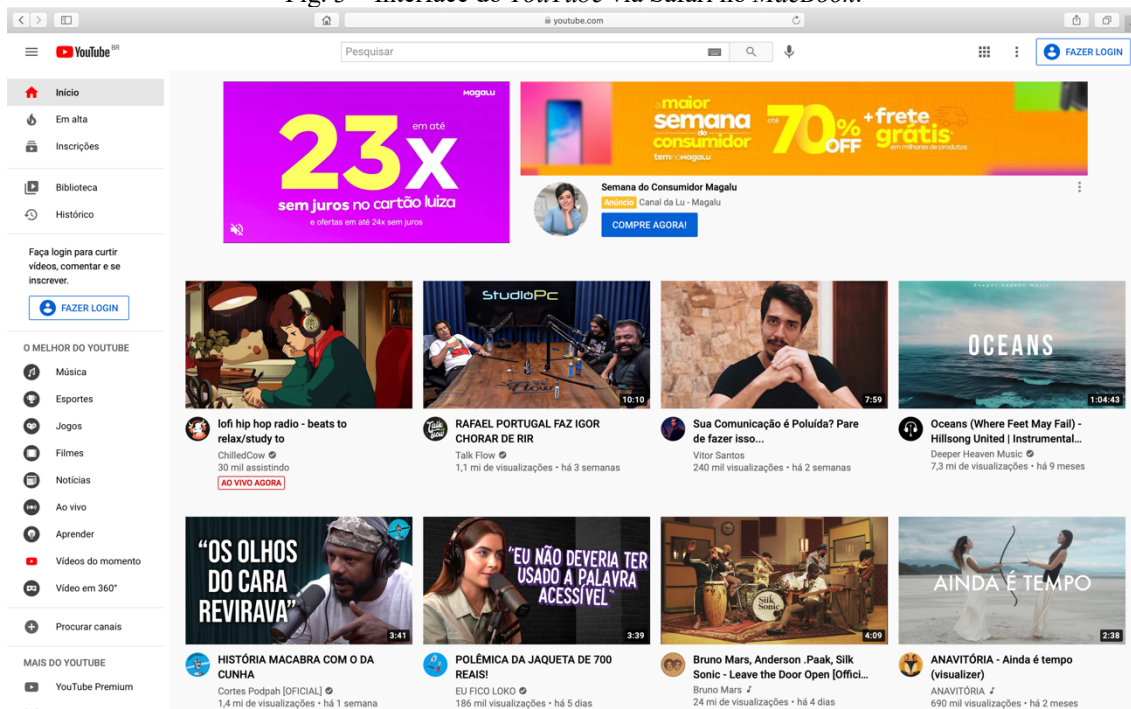 Fig. 3 – Interface do YouTube via Safari no MacBook.
youtube.com
YouTube BR
Pesquisar
FAZER LOGIN
Início
Em alta
Inscrições
Biblioteca
Histórico
Faça login para curtir
vídeos, comentar e se
inscrever.
FAZER LOGIN
O MELHOR DO YOUTUBE
Música
Esportes
Jogos
Filmes
Notícias
Ao vivo
Aprender
Vídeos do momento
Vídeo em 360°
Procurar canais
MAIS DO YOUTUBE
YouTube Premium
Magalu
23x
em até
sem juros no cartão luiza
e ofertas em até 24x sem juros
a maior
semana
do
consumidor
tem no Magalu
até
70%
OFF
+frete
grátis
em milhares de produtos
Semana do Consumidor Magalu
Anúncio Canal da Lu - Magalu
COMPRE AGORA!
lofi hip hop radio - beats to
relax/study to
ChilledCow
30 mil assistindo
AO VIVO AGORA
StudioPC
Flow
10:10
Talk Flow
RAFAEL PORTUGAL FAZ IGOR
CHORAR DE RIR
Talk Flow
1,1 mi de visualizações • há 3 semanas
7:59
Sua Comunicação é Poluída? Pare
de fazer isso...
Vitor Santos
240 mil visualizações • há 2 semanas
deeper heaven music
OCEANS
1:04:43
Oceans (Where Feet May Fail) -
Hillsong United | Instrumental...
Deeper Heaven Music
7,3 mi de visualizações • há 9 meses
“OS OLHOS
DO CARA
REVIRAVA”
3:41
HISTÓRIA MACABRA COM O DA
CUNHA
Cortes Podpah [OFICIAL]
1,4 mi de visualizações • há 1 semana
“EU NÃO DEVERIA TER
USADO A PALAVRA
ACESSÍVEL”
3:39
POLÊMICA DA JAQUETA DE 700
REAIS!
EU FICO LOKO
186 mil visualizações • há 5 dias
Silk
Sonic
4:09
Bruno Mars, Anderson .Paak, Silk
Sonic - Leave the Door Open [Offici...
Bruno Mars
24 mi de visualizações • há 4 dias
AINDA É TEMPO
2:38
ANAVITÓRIA - Ainda é tempo
(visualizer)
ANAVITÓRIA
690 mil visualizações • há 2 meses